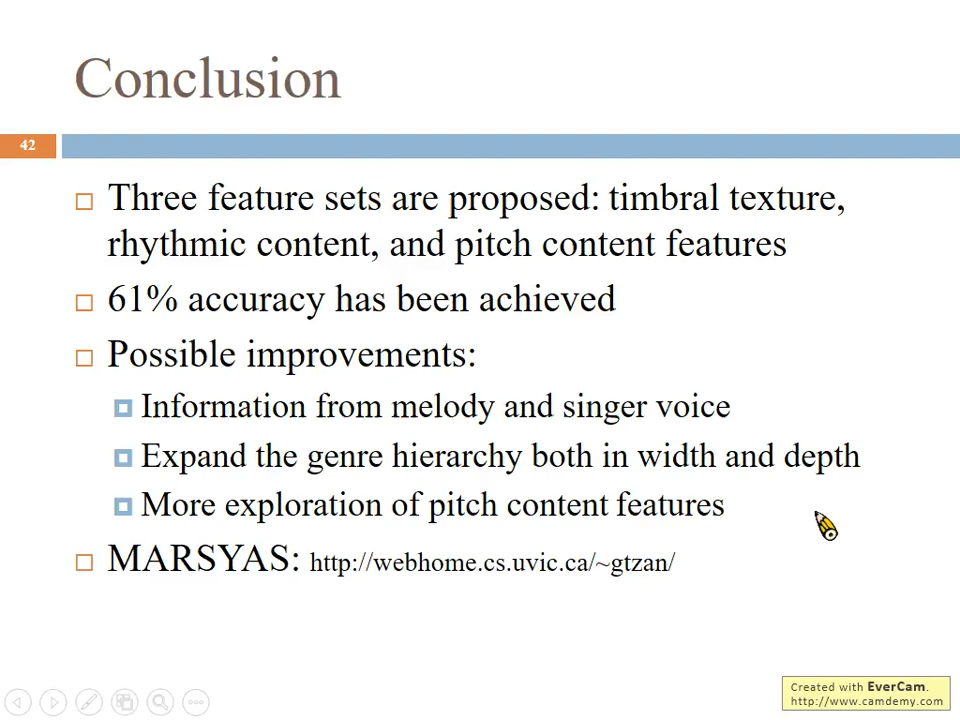 Conclusion
42
Three feature sets are proposed: timbral texture,
rhythmic content, and pitch content features
61% accuracy has been achieved
Possible improvements:
Information from melody and singer voice
Expand the genre hierarchy both in width and depth
More exploration of pitch content features
MARSYAS: http://webhome.cs.uvic.ca/~gtzan/
Created with EverCam.
http://www.camdemy.com